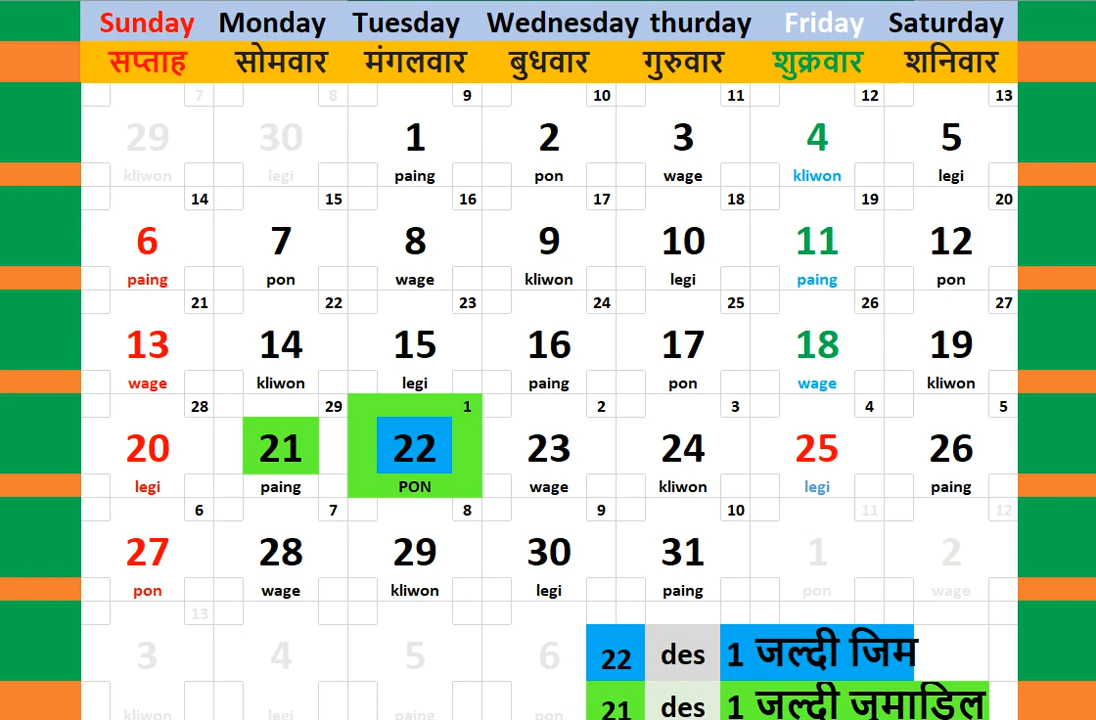 Sunday Monday Tuesday Wednesday thurday Friday Saturday
सप्ताह सोमवार मंगलवार बुधवार गुरुवार शुक्रवार शनिवार
7 8 9 10 11 12 13
29 30 1 2 3 4 5
kliwon legi paing pon wage kliwon legi
14 15 16 17 18 19 20
6 7 8 9 10 11 12
paing pon wage kliwon legi paing pon
21 22 23 24 25 26 27
13 14 15 16 17 18 19
wage kliwon legi paing pon wage kliwon
28 29 1 2 3 4 5
20 21 22 23 24 25 26
legi paing PON wage kliwon legi paing
6 7 8 9 10 11 12
27 28 29 30 31 1 2
pon wage kliwon legi paing pon wage
13
3 4 5 6 22 des 1 जल्दी जिम
kliwon legi paing pon 21 des 1 जल्दी जुमाडिल